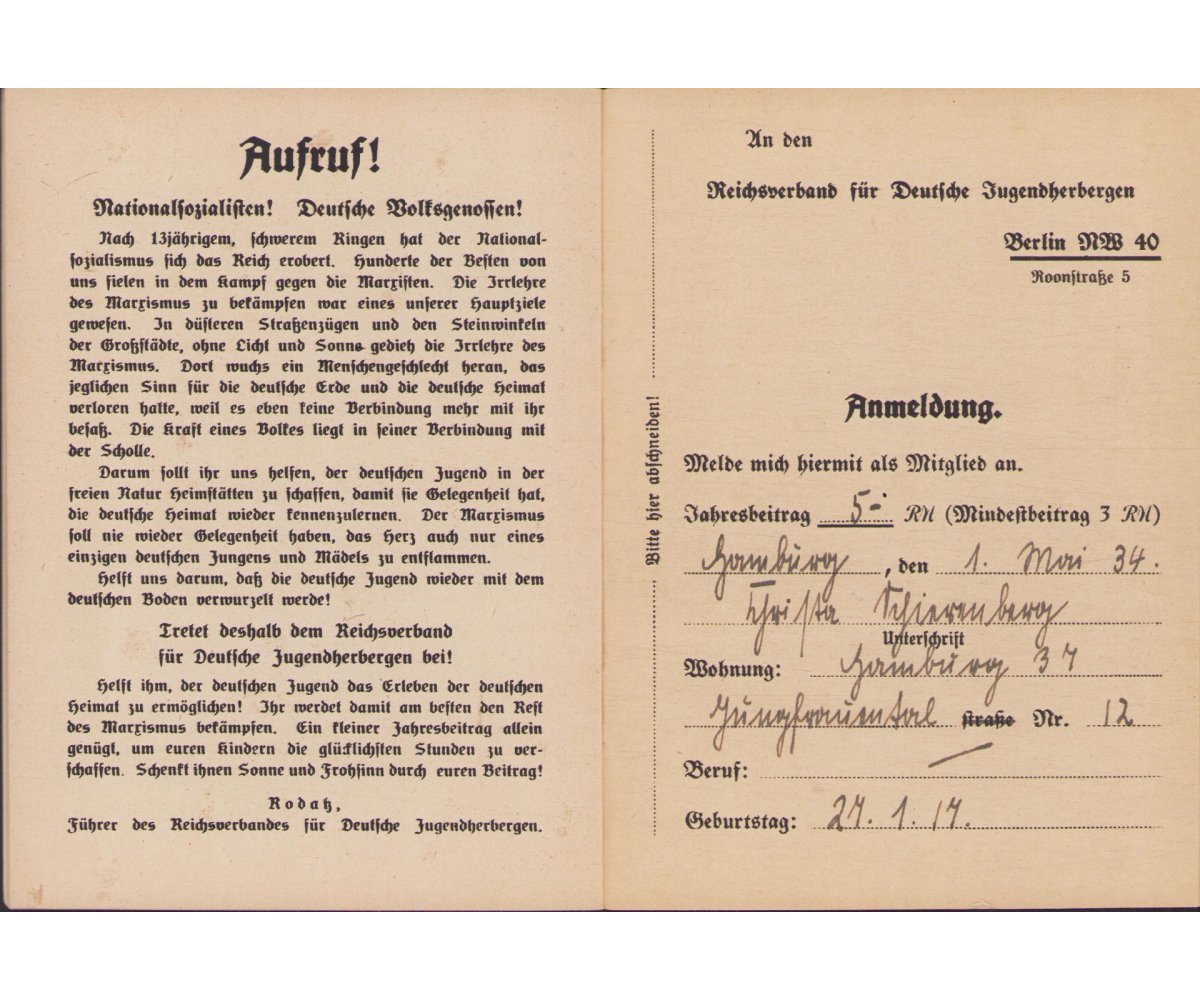 Aufruf!
Nationalsozialisten! Deutsche Volksgenossen!
Nach 13jährigem, schwerem Ringen hat der National-
sozialismus sich das Reich erobert. Hunderte der Besten von
uns fielen in dem Kampf gegen die Marxisten. Die Irrlehre
des Marxismus zu bekämpfen war eines unserer Hauptziele
gewesen. In düsteren Straßenzügen und den Steinwinkeln
der Großstädte, ohne Licht und Sonne gedieh die Irrlehre des
Marxismus. Dort wuchs ein Menschengeschlecht heran, das
jeglichen Sinn für die deutsche Erde und die deutsche Heimat
verloren hatte, weil es eben keine Verbindung mehr mit ihr
besaß. Die Kraft eines Volkes liegt in seiner Verbindung mit
der Scholle.
Darum sollt ihr uns helfen, der deutschen Jugend in der
freien Natur Heimstätten zu schaffen, damit sie Gelegenheit hat,
die deutsche Heimat wieder kennenzulernen. Der Marxismus
soll nie wieder Gelegenheit haben, das Herz auch nur eines
einzigen deutschen Jungens und Mädels zu entflammen.
Helft uns darum, daß die deutsche Jugend wieder mit dem
deutschen Boden verwurzelt werde!
Tretet deshalb dem Reichsverband
für Deutsche Jugendherbergen bei!
Helft ihm, der deutschen Jugend das Erleben der deutschen
Heimat zu ermöglichen! Ihr werdet damit am besten den Rest
des Marxismus bekämpfen. Ein kleiner Jahresbeitrag allein
genügt, um euren Kindern die glücklichsten Stunden zu ver-
schaffen. Schenkt ihnen Sonne und Frohsinn durch euren Beitrag!
Rodatz,
Führer des Reichsverbandes für Deutsche Jugendherbergen.
Bitte hier abschneiden!
An den
Reichsverband für Deutsche Jugendherbergen
Berlin NW 40
Roonstraße 5
Anmeldung.
Melde mich hiermit als Mitglied an.
Jahresbeitrag 5.- RM (Mindestbeitrag 3 RM)
Hamburg, den 1. Mai 34.
Christa Schierenberg
Unterschrift
Wohnung: Hamburg 37
Jungfrauental straße Nr. 12
Beruf: —
Geburtstag: 27. 1. 17.